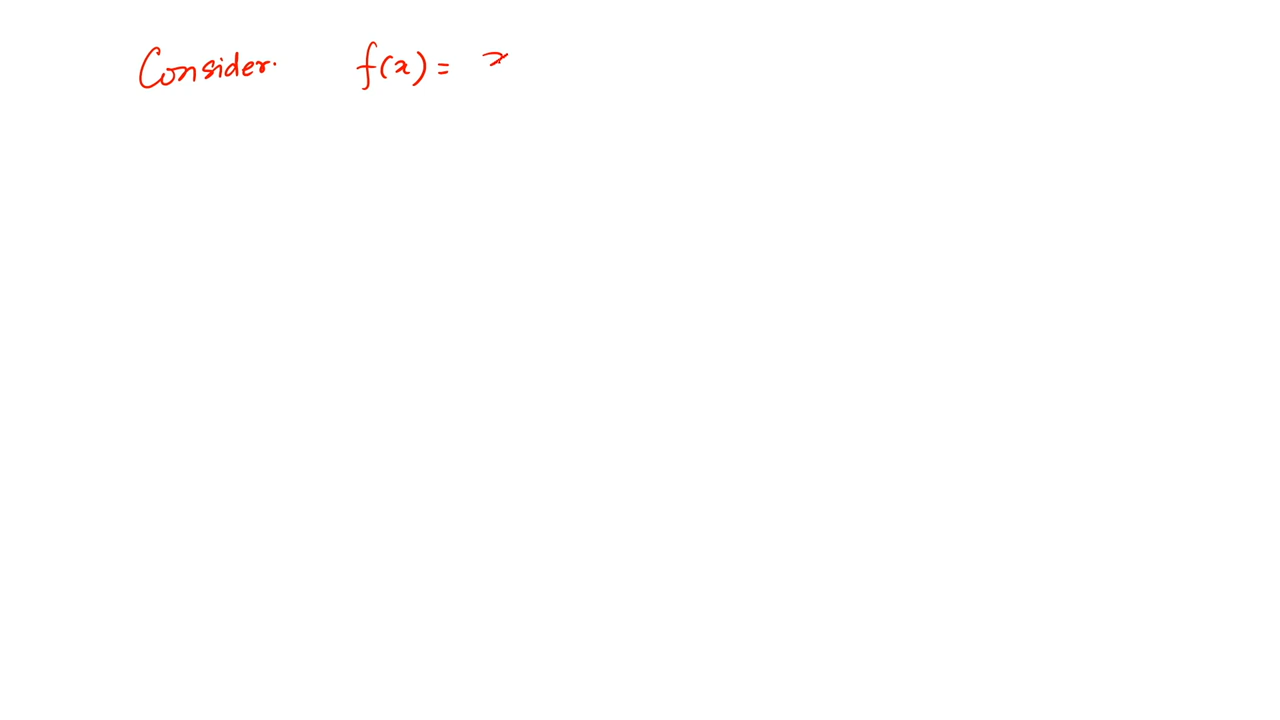 Consider. f(x) = x